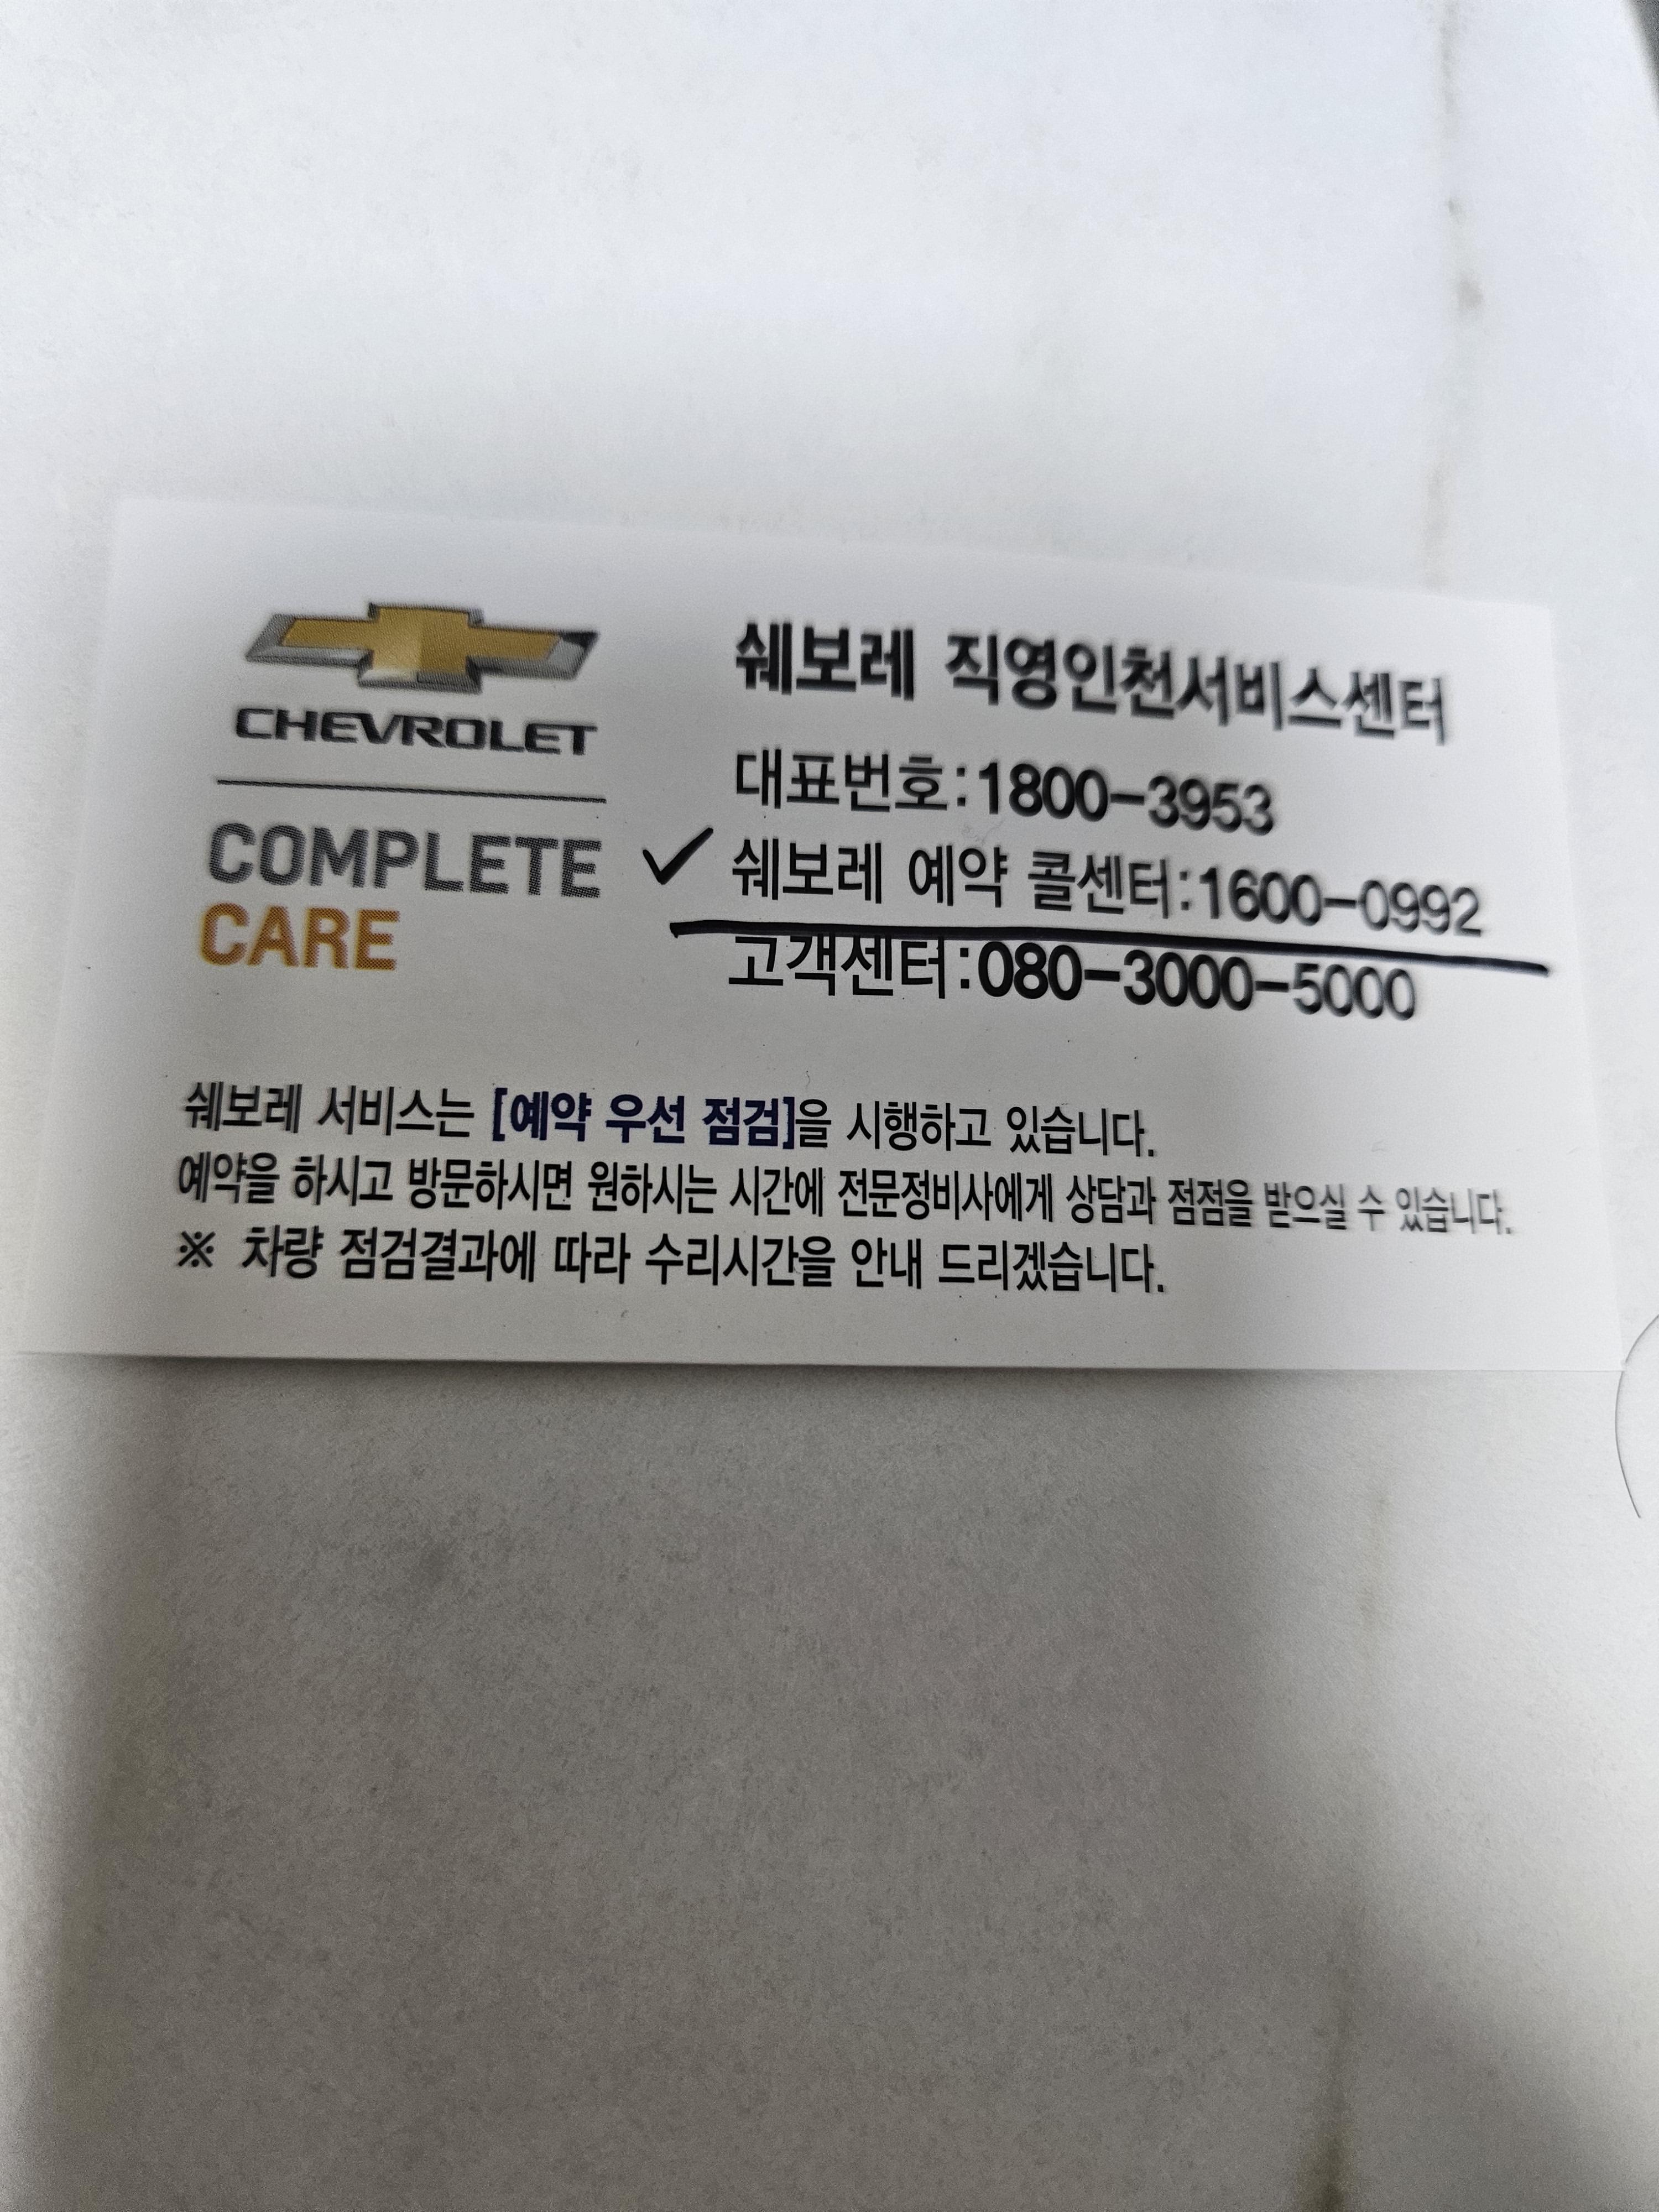 CHEVROLET
COMPLETE
CARE
쉐보레 직영인천서비스센터
대표번호:1800-3953
✓ 쉐보레 예약 콜센터:1600-0992
고객센터:080-3000-5000
쉐보레 서비스는 [예약 우선 점검]을 시행하고 있습니다.
예약을 하시고 방문하시면 원하시는 시간에 전문정비사에게 상담과 점점을 받으실 수 있습니다.
※ 차량 점검결과에 따라 수리시간을 안내 드리겠습니다.